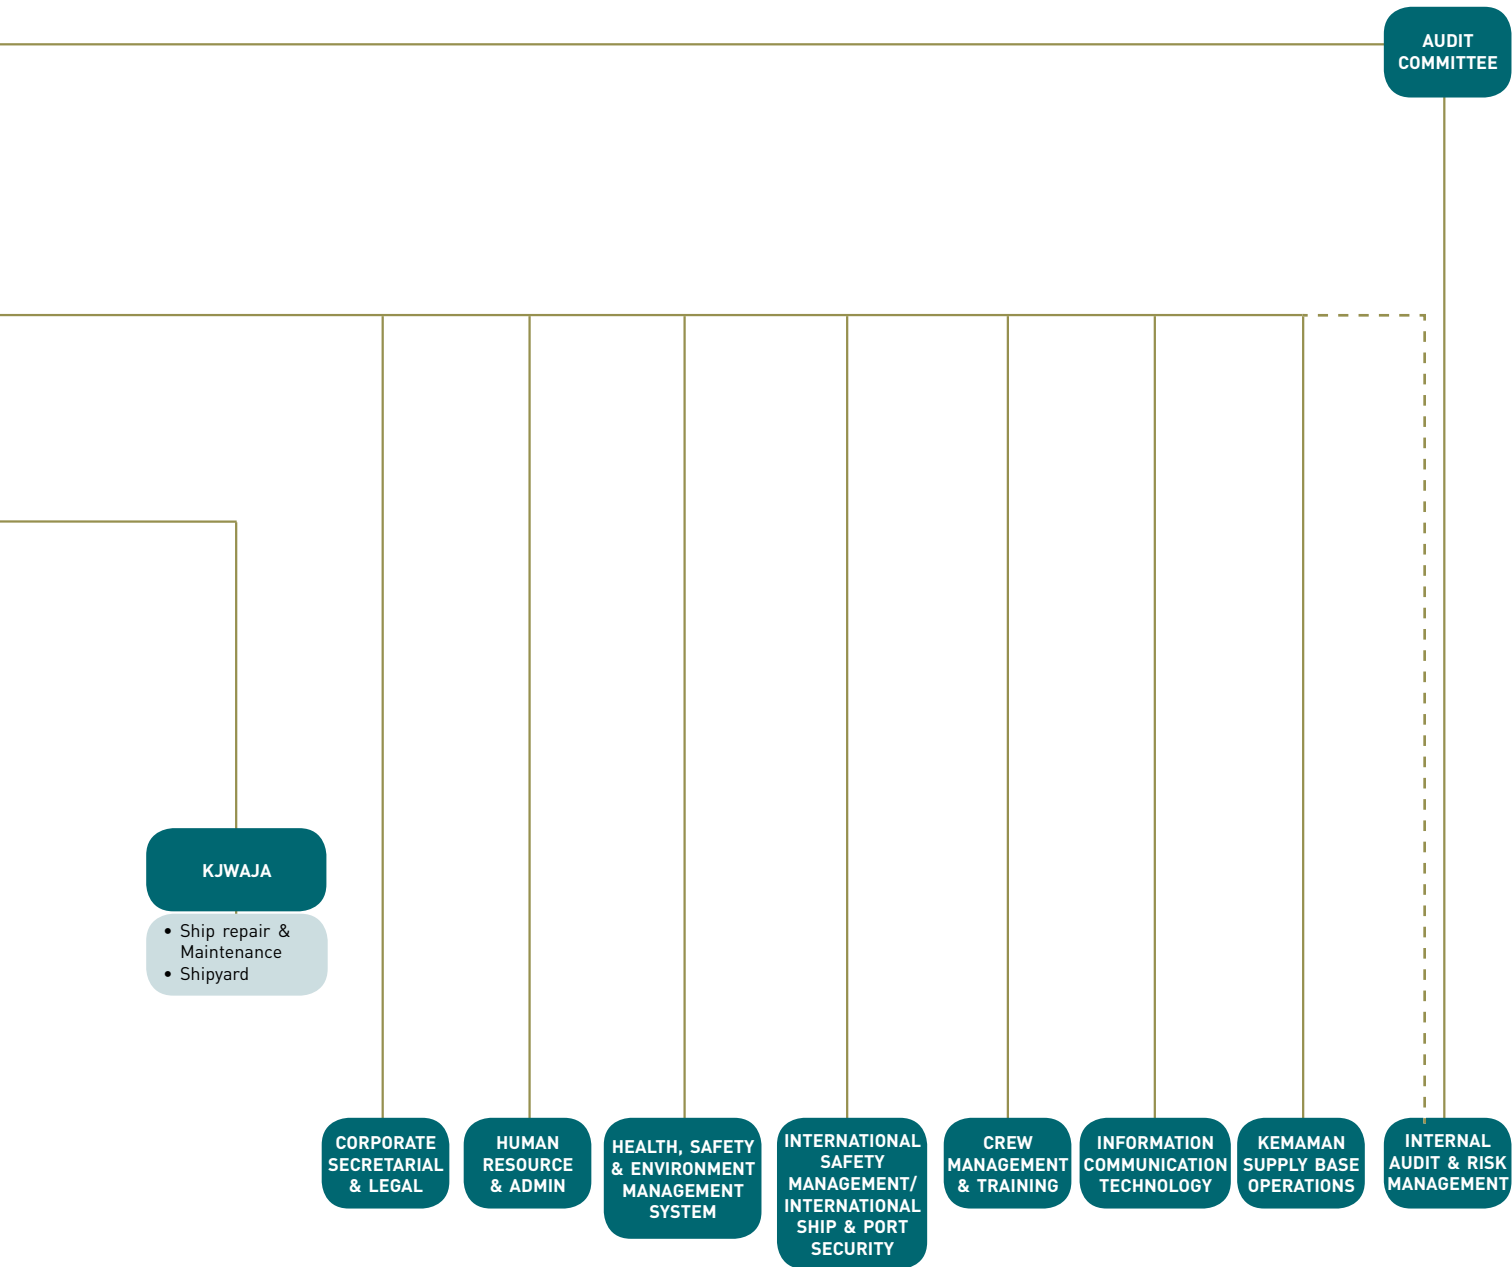 AUDIT
COMMITTEE
KJWAJA
• Ship repair &
Maintenance
• Shipyard
CORPORATE
SECRETARIAL
& LEGAL
HUMAN
RESOURCE
& ADMIN
HEALTH, SAFETY
& ENVIRONMENT
MANAGEMENT
SYSTEM
INTERNATIONAL
SAFETY
MANAGEMENT/
INTERNATIONAL
SHIP & PORT
SECURITY
CREW
MANAGEMENT
& TRAINING
INFORMATION
COMMUNICATION
TECHNOLOGY
KEMAMAN
SUPPLY BASE
OPERATIONS
INTERNAL
AUDIT & RISK
MANAGEMENT